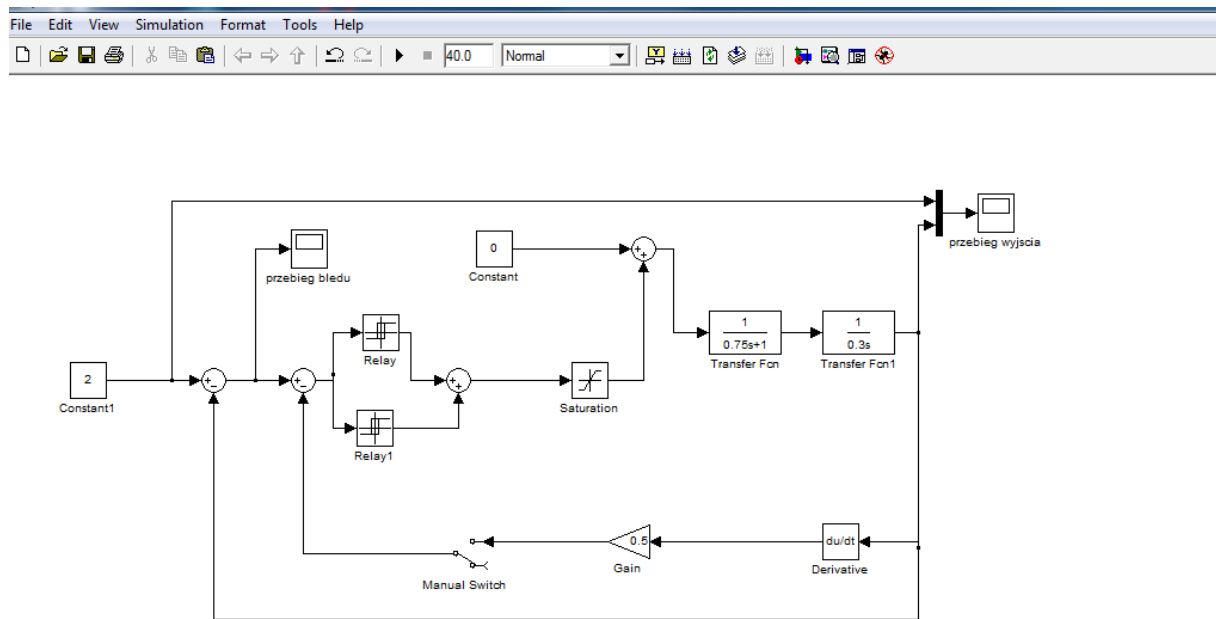 File Edit View Simulation Format Tools Help
40.0 Normal
przebieg wyjscia
przebieg bledu
0
Constant
Relay
1
0.75s+1
Transfer Fcn
1
0.3s
Transfer Fcn1
2
Constant1
Saturation
Relay1
0.5
Gain
du/dt
Derivative
Manual Switch